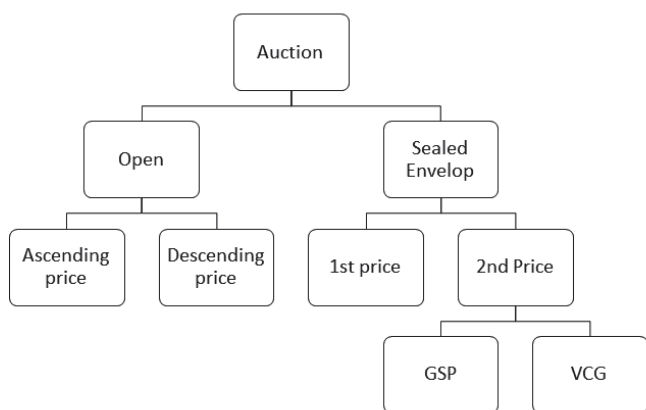 Auction
Open
Sealed
Envelop
Ascending
price
Descending
price
1st price
2nd Price
GSP
VCG